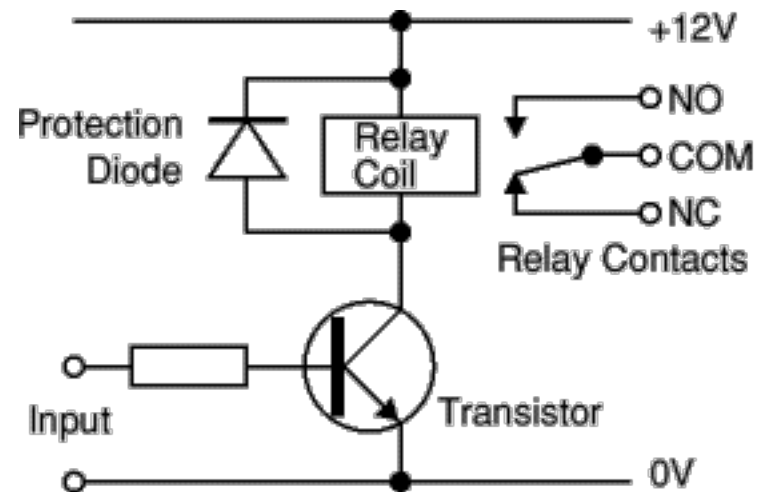 +12V
Protection
Diode
Relay
Coil
NO
COM
NC
Relay Contacts
Input
Transistor
0V